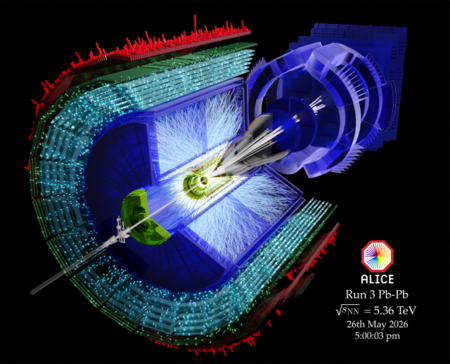 ALICE
Run 3 Pb-Pb
√sNN = 5.36 TeV
26th May 2026
5:00:03 pm